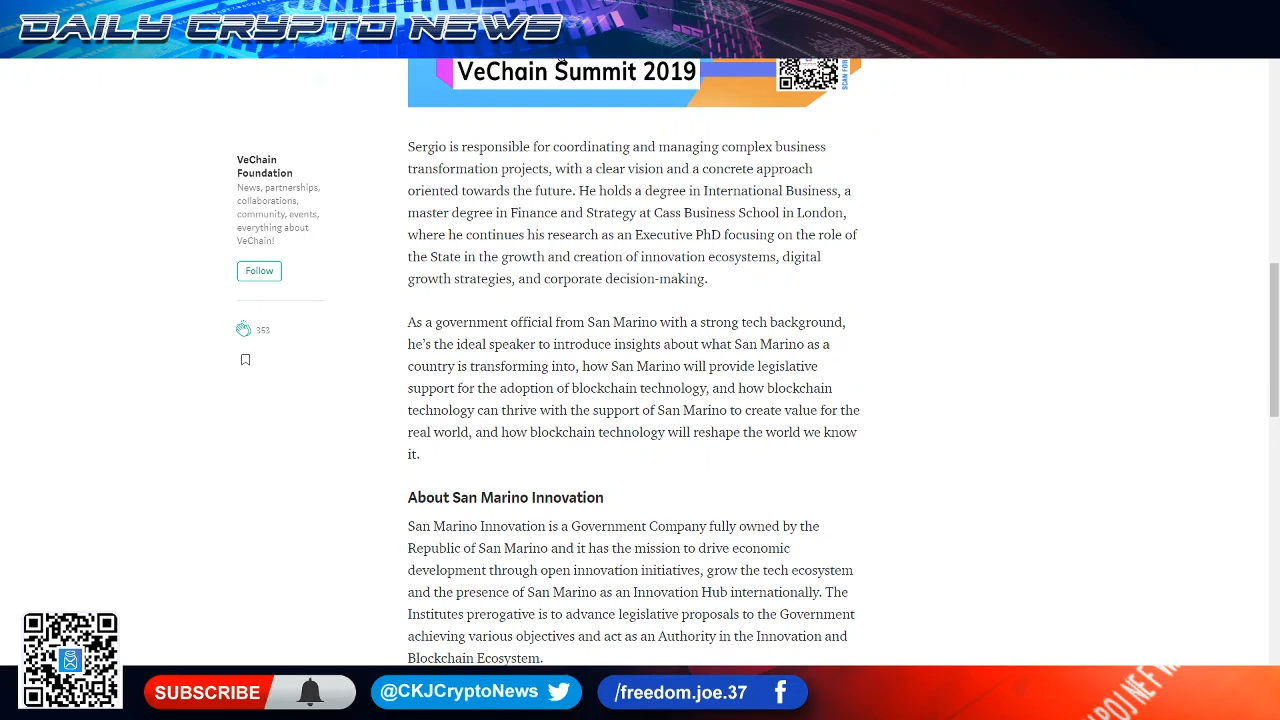 DAILY CRYPTO NEWS
VeChain Summit 2019
SCAN FOR
Sergio is responsible for coordinating and managing complex business
transformation projects, with a clear vision and a concrete approach
oriented towards the future. He holds a degree in International Business, a
master degree in Finance and Strategy at Cass Business School in London,
where he continues his research as an Executive PhD focusing on the role of
the State in the growth and creation of innovation ecosystems, digital
growth strategies, and corporate decision-making.
VeChain
Foundation
News, partnerships,
collaborations,
community, events,
everything about
VeChain!
Follow
353
As a government official from San Marino with a strong tech background,
he's the ideal speaker to introduce insights about what San Marino as a
country is transforming into, how San Marino will provide legislative
support for the adoption of blockchain technology, and how blockchain
technology can thrive with the support of San Marino to create value for the
real world, and how blockchain technology will reshape the world we know
it.
About San Marino Innovation
San Marino Innovation is a Government Company fully owned by the
Republic of San Marino and it has the mission to drive economic
development through open innovation initiatives, grow the tech ecosystem
and the presence of San Marino as an Innovation Hub internationally. The
Institutes prerogative is to advance legislative proposals to the Government
achieving various objectives and act as an Authority in the Innovation and
Blockchain Ecosystem.
SUBSCRIBE
@CKJCryptoNews
/freedom.joe.37